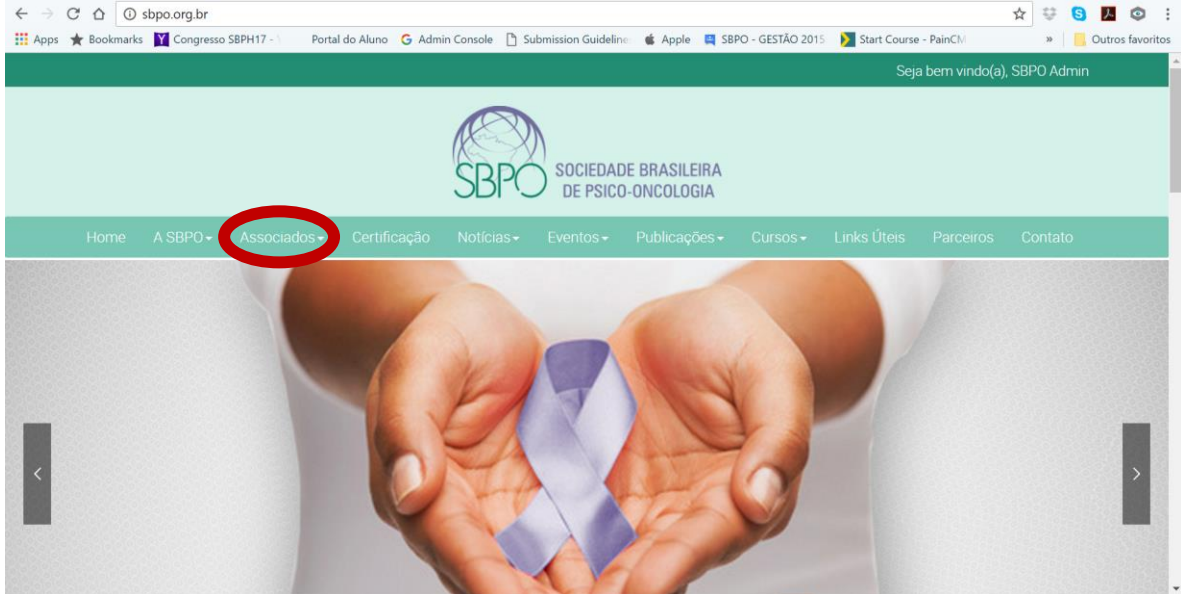 sbpo.org.br
Apps Bookmarks Congresso SBPH17 - Portal do Aluno Admin Console Submission Guideline Apple SBPO - GESTÃO 2015 Start Course - PainCM » Outros favoritos
Seja bem vindo(a), SBPO Admin
SBPO SOCIEDADE BRASILEIRA
DE PSICO-ONCOLOGIA
Home A SBPO Associados Certificação Notícias Eventos Publicações Cursos Links Úteis Parceiros Contato